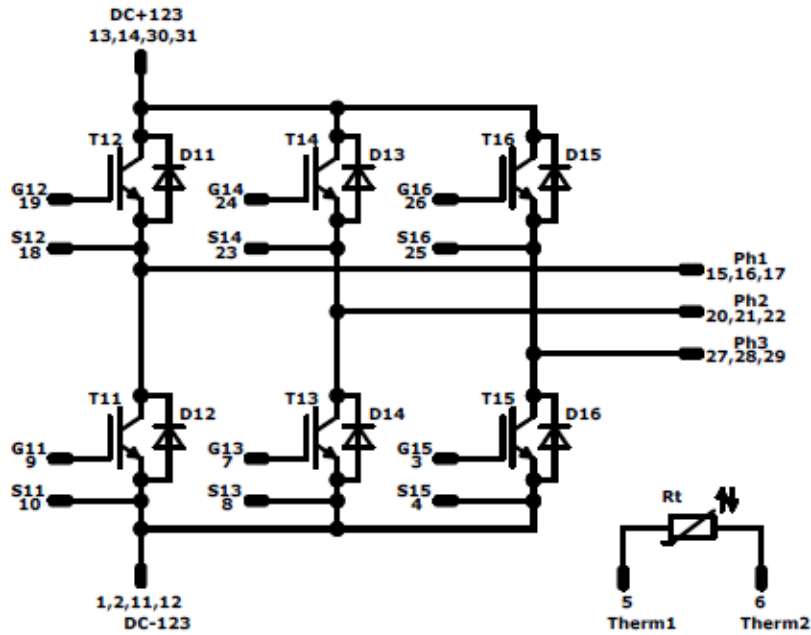 DC+123
13,14,30,31
T12
D11
T14
D13
T16
D15
G12
19
G14
24
G16
26
S12
18
S14
23
S16
25
Ph1
15,16,17
Ph2
20,21,22
Ph3
27,28,29
T11
D12
T13
D14
T15
D16
G11
9
G13
7
G15
3
S11
10
S13
8
S15
4
Rt
1,2,11,12
DC-123
5
6
Therm1
Therm2